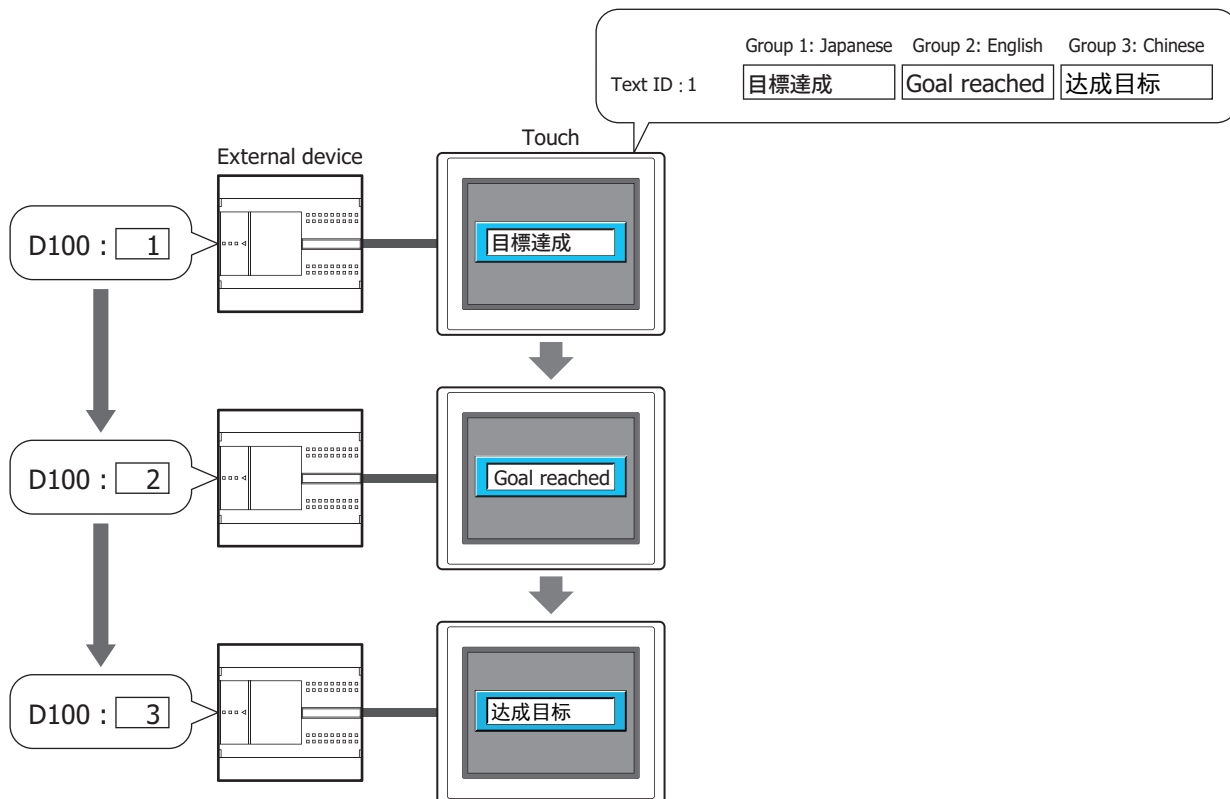 Group 1: Japanese Group 2: English Group 3: Chinese
Text ID : 1 目標達成 Goal reached 达成目标
Touch
External device
D100 : 1
目標達成
D100 : 2
Goal reached
D100 : 3
达成目标